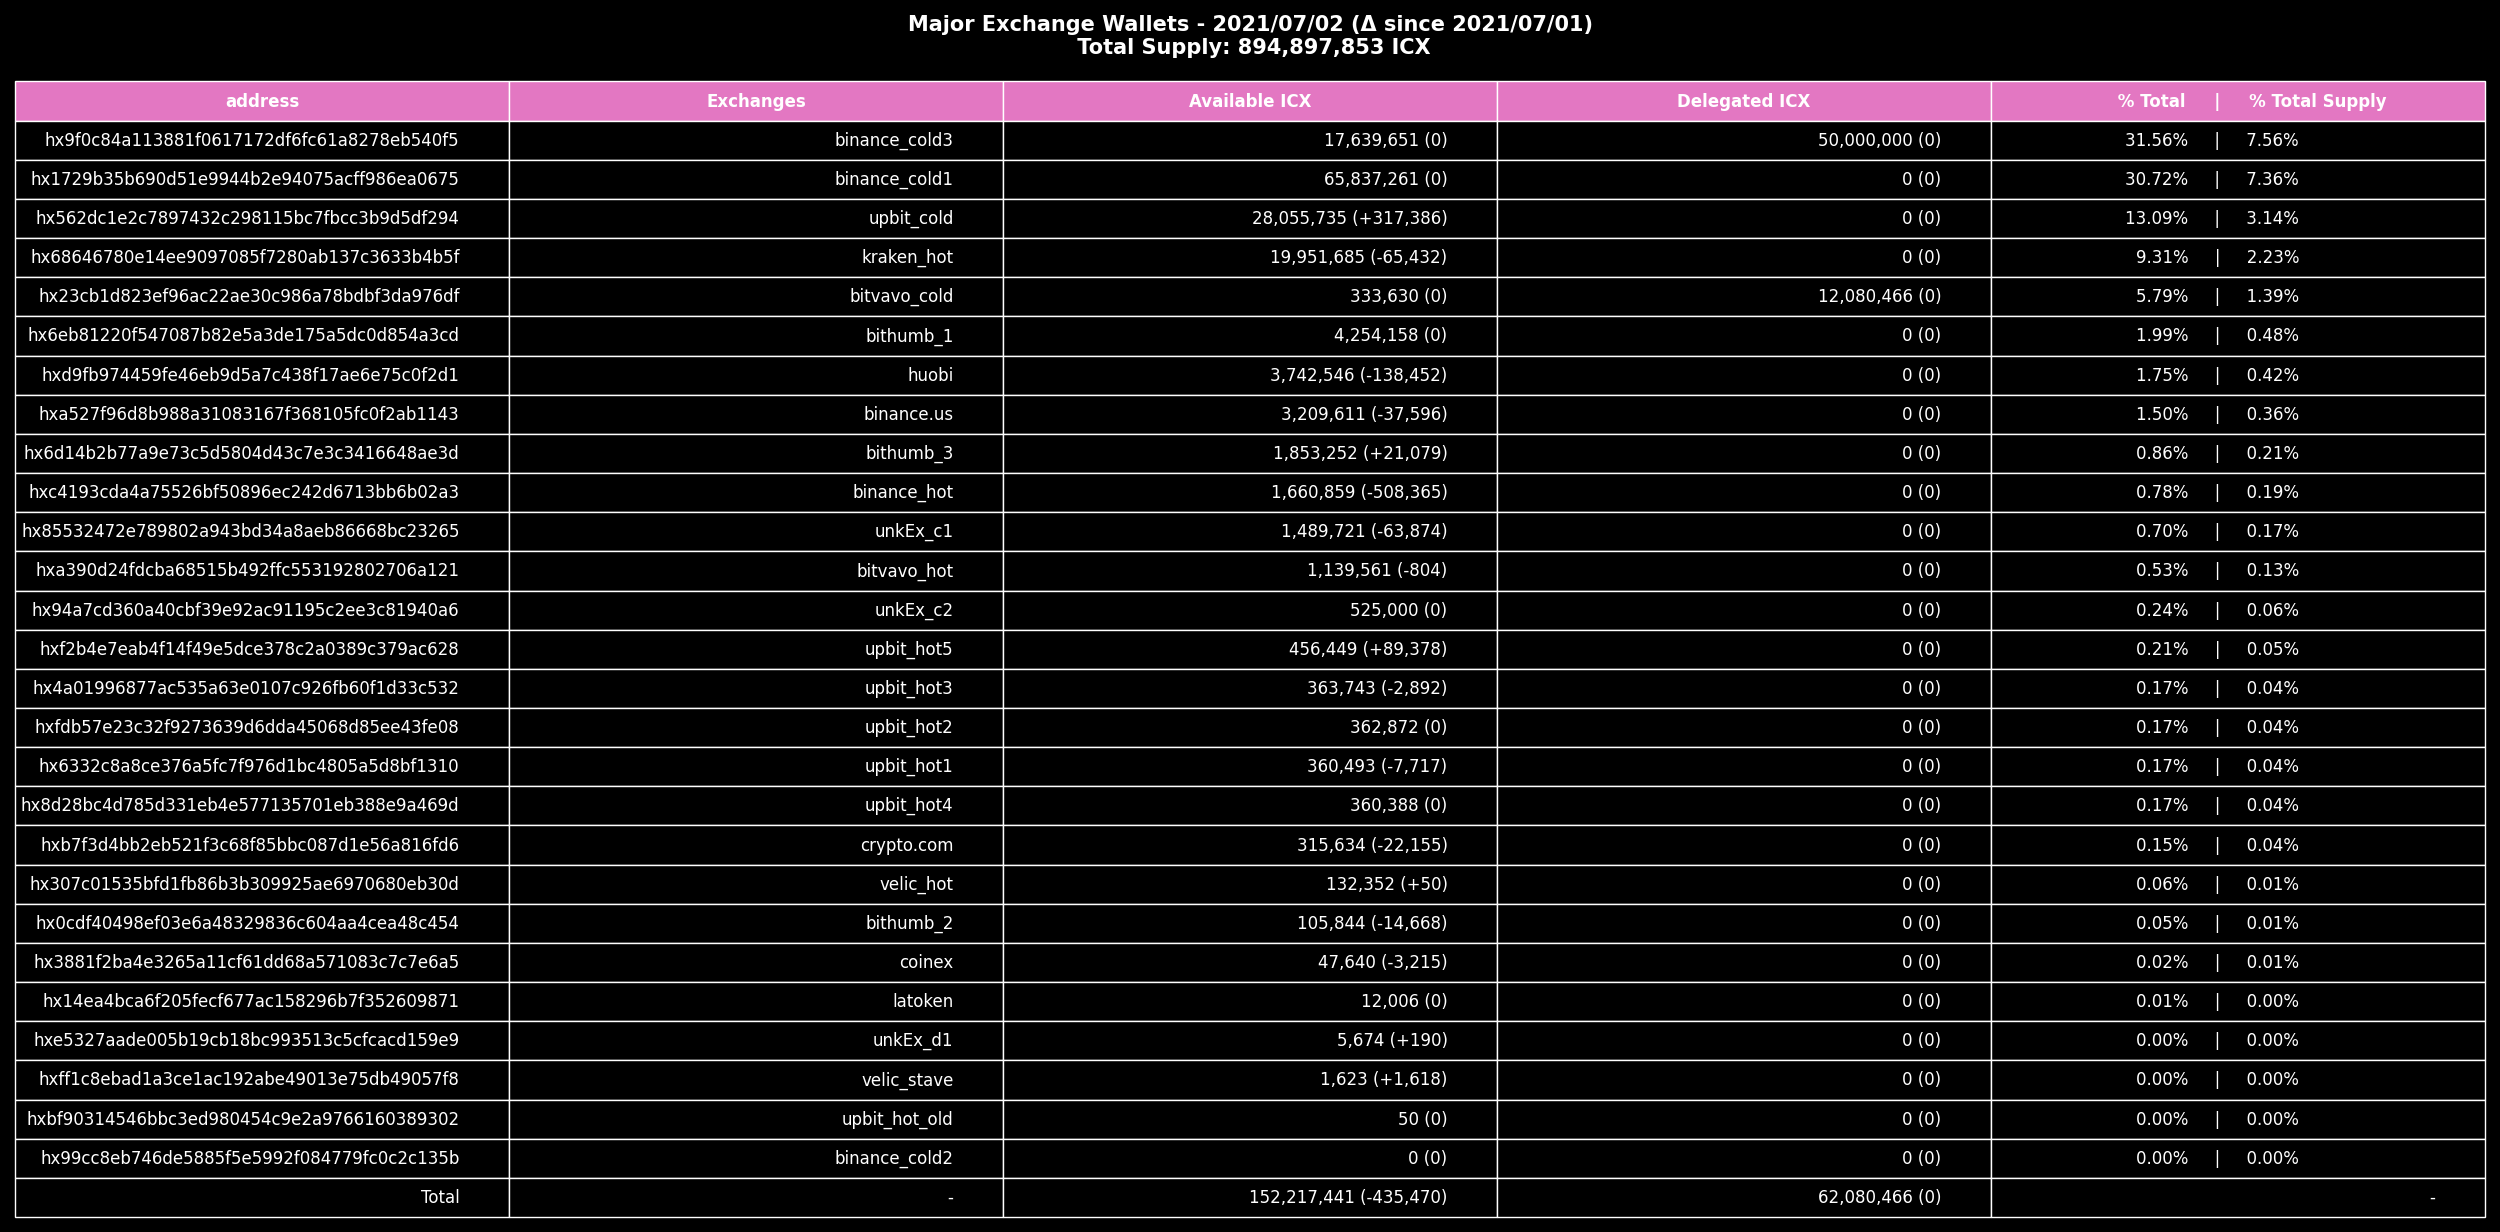 Major Exchange Wallets - 2021/07/02 (Δ since 2021/07/01)
Total Supply: 894,897,853 ICX
address Exchanges Available ICX Delegated ICX % Total | % Total Supply
hx9f0c84a113881f0617172df6fc61a8278eb540f5 binance_cold3 17,639,651 (0) 50,000,000 (0) 31.56% | 7.56%
hx1729b35b690d51e9944b2e94075acff986ea0675 binance_cold1 65,837,261 (0) 0 (0) 30.72% | 7.36%
hx562dc1e2c7897432c298115bc7fbcc3b9d5df294 upbit_cold 28,055,735 (+317,386) 0 (0) 13.09% | 3.14%
hx68646780e14ee9097085f7280ab137c3633b4b5f kraken_hot 19,951,685 (-65,432) 0 (0) 9.31% | 2.23%
hx23cb1d823ef96ac22ae30c986a78bdbf3da976df bitvavo_cold 333,630 (0) 12,080,466 (0) 5.79% | 1.39%
hx6eb81220f547087b82e5a3de175a5dc0d854a3cd bithumb_1 4,254,158 (0) 0 (0) 1.99% | 0.48%
hxd9fb974459fe46eb9d5a7c438f17ae6e75c0f2d1 huobi 3,742,546 (-138,452) 0 (0) 1.75% | 0.42%
hxa527f96d8b988a31083167f368105fc0f2ab1143 binance.us 3,209,611 (-37,596) 0 (0) 1.50% | 0.36%
hx6d14b2b77a9e73c5d5804d43c7e3c3416648ae3d bithumb_3 1,853,252 (+21,079) 0 (0) 0.86% | 0.21%
hxc4193cda4a75526bf50896ec242d6713bb6b02a3 binance_hot 1,660,859 (-508,365) 0 (0) 0.78% | 0.19%
hx85532472e789802a943bd34a8aeb86668bc23265 unkEx_c1 1,489,721 (-63,874) 0 (0) 0.70% | 0.17%
hxa390d24fdcba68515b492ffc553192802706a121 bitvavo_hot 1,139,561 (-804) 0 (0) 0.53% | 0.13%
hx94a7cd360a40cbf39e92ac91195c2ee3c81940a6 unkEx_c2 525,000 (0) 0 (0) 0.24% | 0.06%
hxf2b4e7eab4f14f49e5dce378c2a0389c379ac628 upbit_hot5 456,449 (+89,378) 0 (0) 0.21% | 0.05%
hx4a01996877ac535a63e0107c926fb60f1d33c532 upbit_hot3 363,743 (-2,892) 0 (0) 0.17% | 0.04%
hxfdb57e23c32f9273639d6dda45068d85ee43fe08 upbit_hot2 362,872 (0) 0 (0) 0.17% | 0.04%
hx6332c8a8ce376a5fc7f976d1bc4805a5d8bf1310 upbit_hot1 360,493 (-7,717) 0 (0) 0.17% | 0.04%
hx8d28bc4d785d331eb4e577135701eb388e9a469d upbit_hot4 360,388 (0) 0 (0) 0.17% | 0.04%
hxb7f3d4bb2eb521f3c68f85bbc087d1e56a816fd6 crypto.com 315,634 (-22,155) 0 (0) 0.15% | 0.04%
hx307c01535bfd1fb86b3b309925ae6970680eb30d velic_hot 132,352 (+50) 0 (0) 0.06% | 0.01%
hx0cdf40498ef03e6a48329836c604aa4cea48c454 bithumb_2 105,844 (-14,668) 0 (0) 0.05% | 0.01%
hx3881f2ba4e3265a11cf61dd68a571083c7c7e6a5 coinex 47,640 (-3,215) 0 (0) 0.02% | 0.01%
hx14ea4bca6f205fecf677ac158296b7f352609871 latoken 12,006 (0) 0 (0) 0.01% | 0.00%
hxe5327aade005b19cb18bc993513c5cfcacd159e9 unkEx_d1 5,674 (+190) 0 (0) 0.00% | 0.00%
hxff1c8ebad1a3ce1ac192abe49013e75db49057f8 velic_stave 1,623 (+1,618) 0 (0) 0.00% | 0.00%
hxbf90314546bbc3ed980454c9e2a9766160389302 upbit_hot_old 50 (0) 0 (0) 0.00% | 0.00%
hx99cc8eb746de5885f5e5992f084779fc0c2c135b binance_cold2 0 (0) 0 (0) 0.00% | 0.00%
Total - 152,217,441 (-435,470) 62,080,466 (0) -